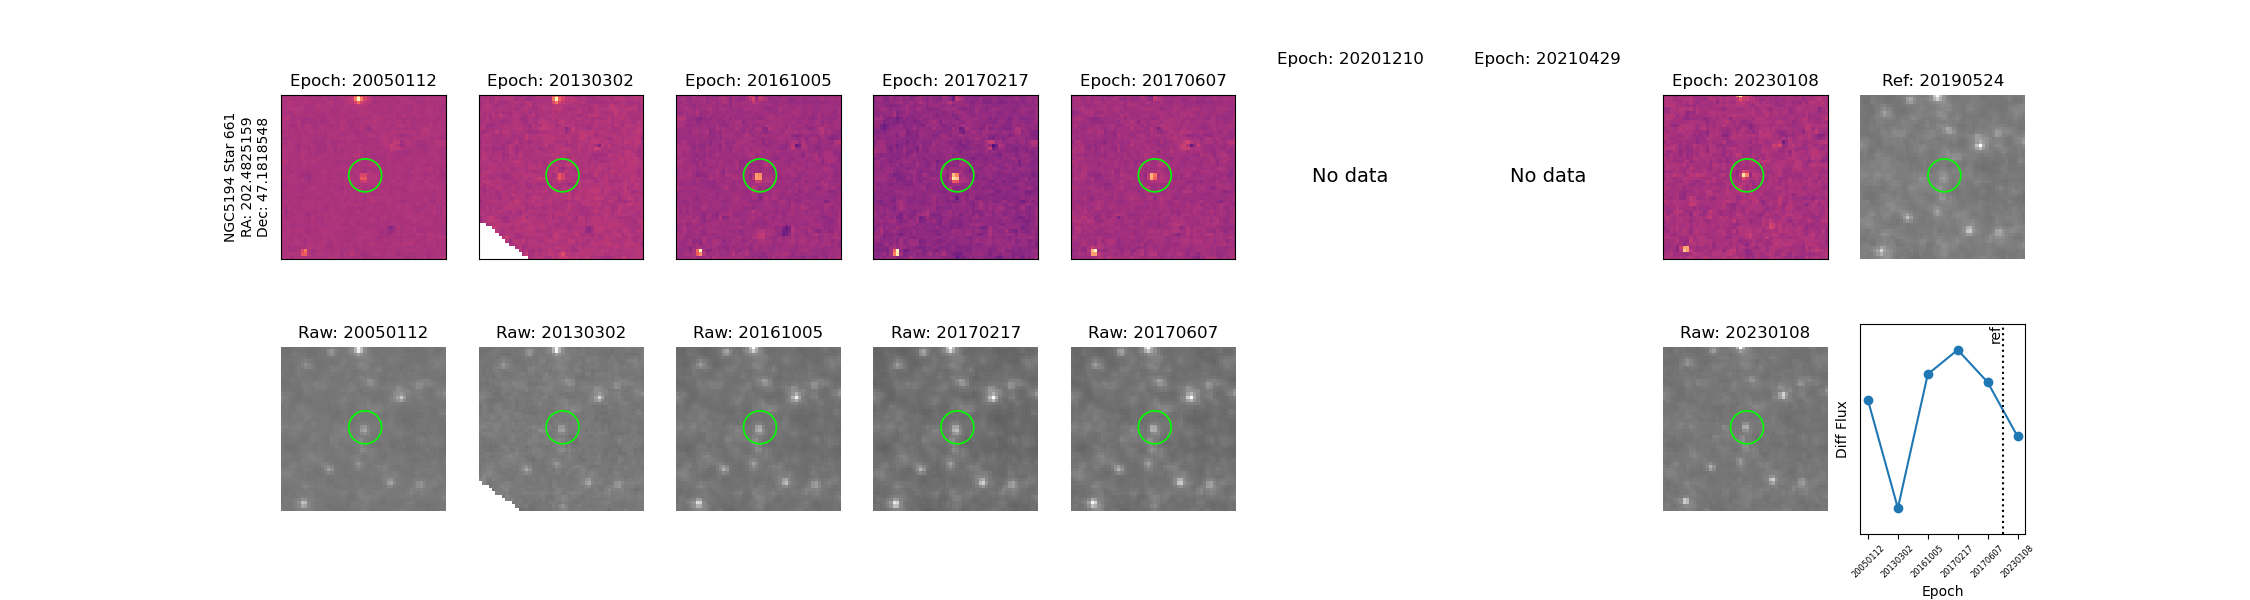 Epoch: 20050112
Epoch: 20130302
Epoch: 20161005
Epoch: 20170217
Epoch: 20170607
Epoch: 20201210
Epoch: 20210429
Epoch: 20230108
Ref: 20190524
NGC5194 Star 661
RA: 202.4825159
Dec: 47.1818548
No data
No data
Raw: 20050112
Raw: 20130302
Raw: 20161005
Raw: 20170217
Raw: 20170607
Raw: 20230108
ref
Diff Flux
20050112
20130302
20161005
20170217
20170607
20230108
Epoch